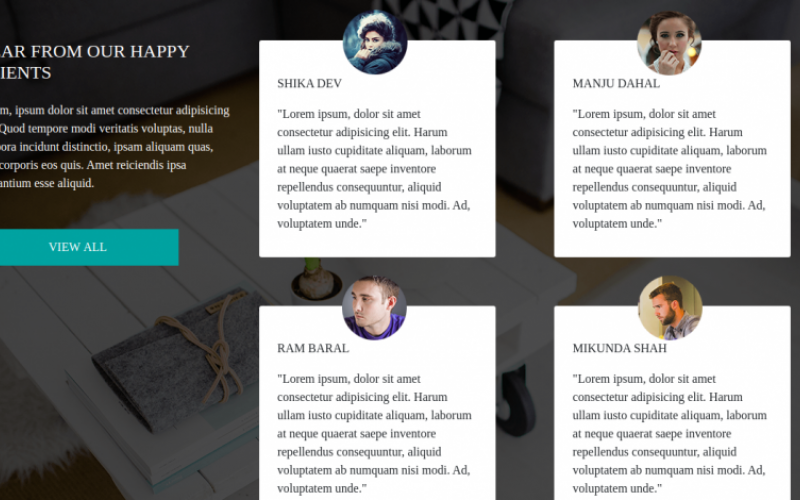 AR FROM OUR HAPPY
IENTS
m, ipsum dolor sit amet consectetur adipisicing
Quod tempore modi veritatis voluptas, nulla
ora incidunt distinctio, ipsam aliquam quas,
corporis eos quis. Amet reiciendis ipsa
antium esse aliquid.
VIEW ALL
SHIKA DEV
"Lorem ipsum, dolor sit amet
consectetur adipisicing elit. Harum
ullam iusto cupiditate aliquam, laborum
at neque quaerat saepe inventore
repellendus consequuntur, aliquid
voluptatem ab numquam nisi modi. Ad,
voluptatem unde."
MANJU DAHAL
"Lorem ipsum, dolor sit amet
consectetur adipisicing elit. Harum
ullam iusto cupiditate aliquam, laborum
at neque quaerat saepe inventore
repellendus consequuntur, aliquid
voluptatem ab numquam nisi modi. Ad,
voluptatem unde."
RAM BARAL
"Lorem ipsum, dolor sit amet
consectetur adipisicing elit. Harum
ullam iusto cupiditate aliquam, laborum
at neque quaerat saepe inventore
repellendus consequuntur, aliquid
voluptatem ab numquam nisi modi. Ad,
voluptatem unde."
MIKUNDA SHAH
"Lorem ipsum, dolor sit amet
consectetur adipisicing elit. Harum
ullam iusto cupiditate aliquam, laborum
at neque quaerat saepe inventore
repellendus consequuntur, aliquid
voluptatem ab numquam nisi modi. Ad,
voluptatem unde."